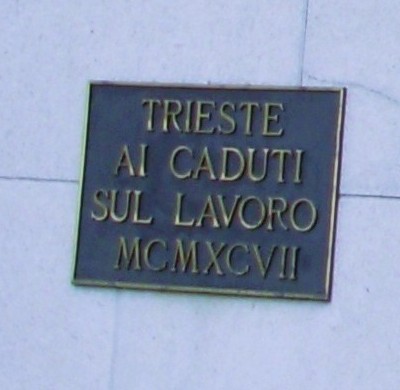 TRIESTE
AI CADUTI
SUL LAVORO
MCMXCVII